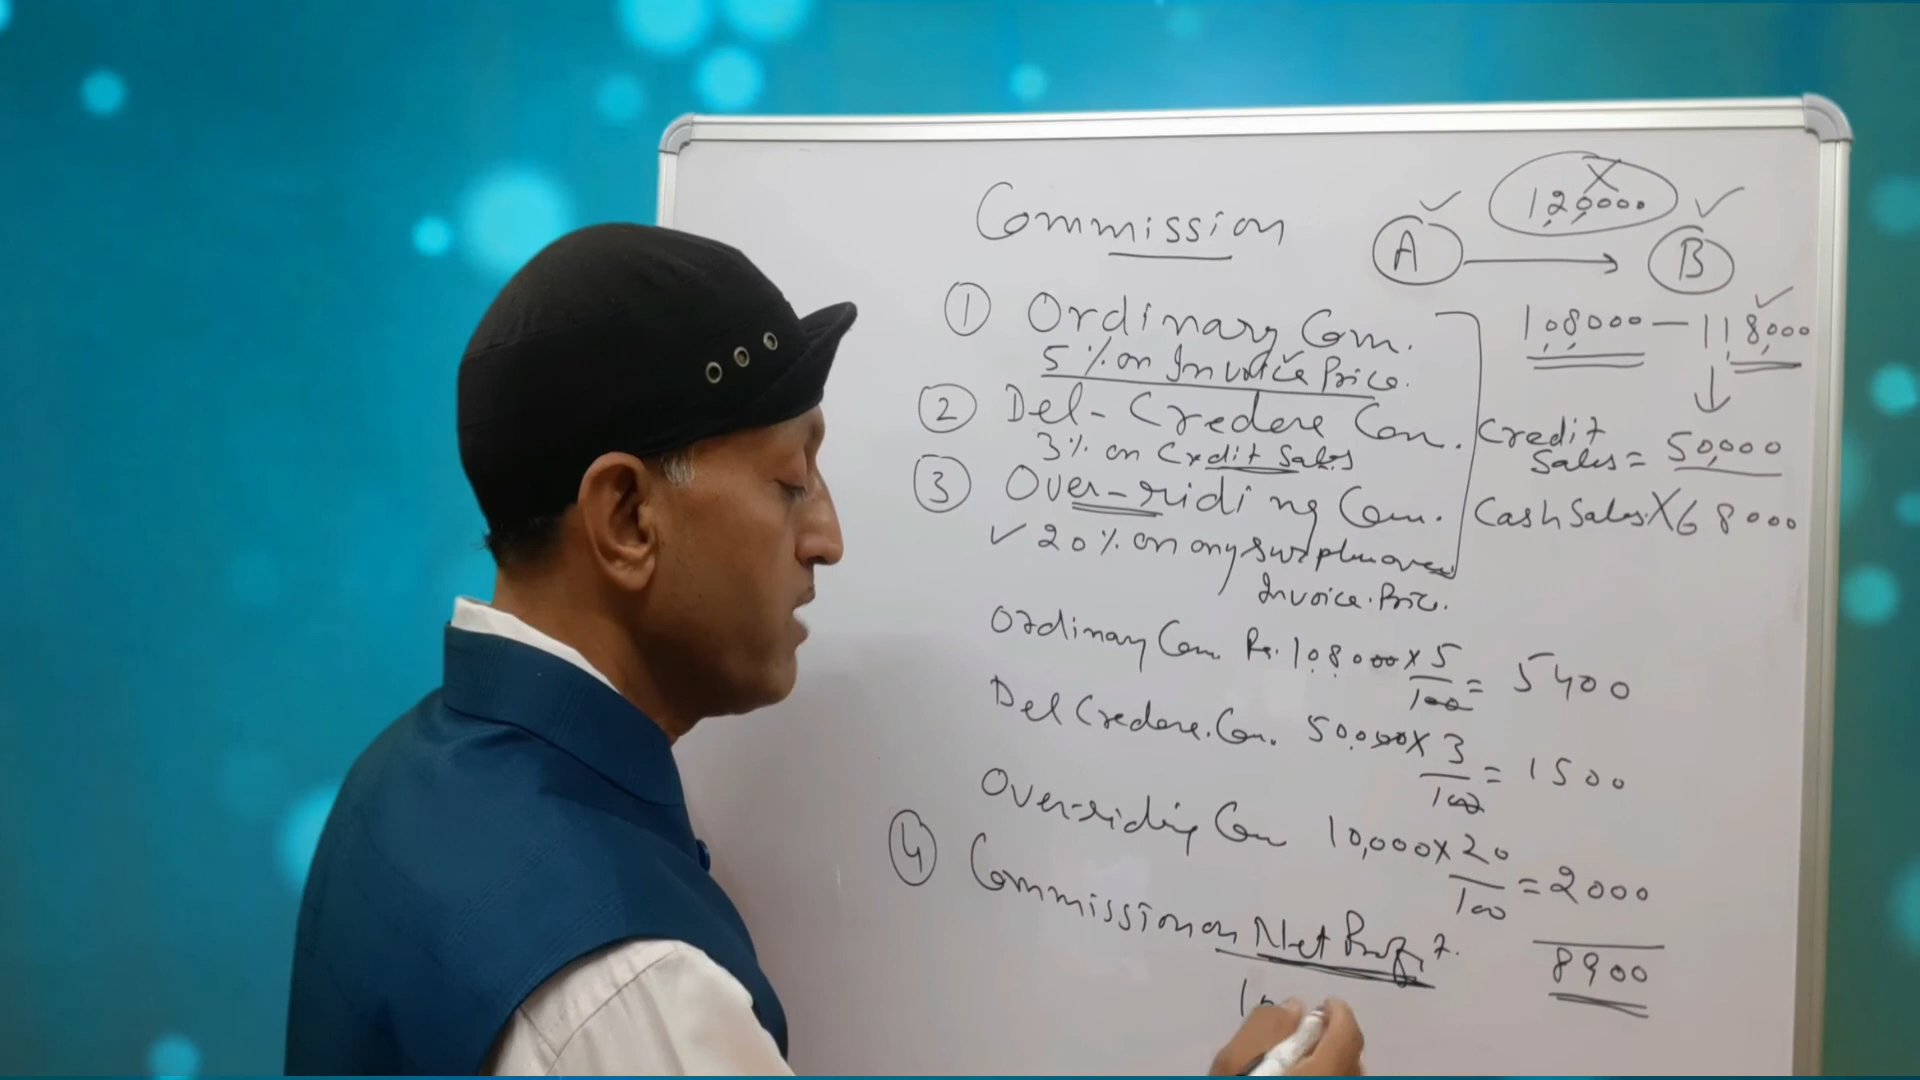 Commission
X
1,20,000
A → B
① Ordinary Com.
5% on Invoice Price.
1,08,000 — 1,18,000
② Del-Credere Com.
3% on Credit Sales
Credit
Sales = 50,000
③ Over-riding Com.
20% on any surplus over
Invoice Price.
Cash Sales X 68000
Ordinary Com Rs. 1,08,000 x 5/100 = 5400
Del Credere. Com. 50,000 x 3/100 = 1500
Over-riding Com 10,000 x 20/100 = 2000
④ Commission on Net Profit.
8900